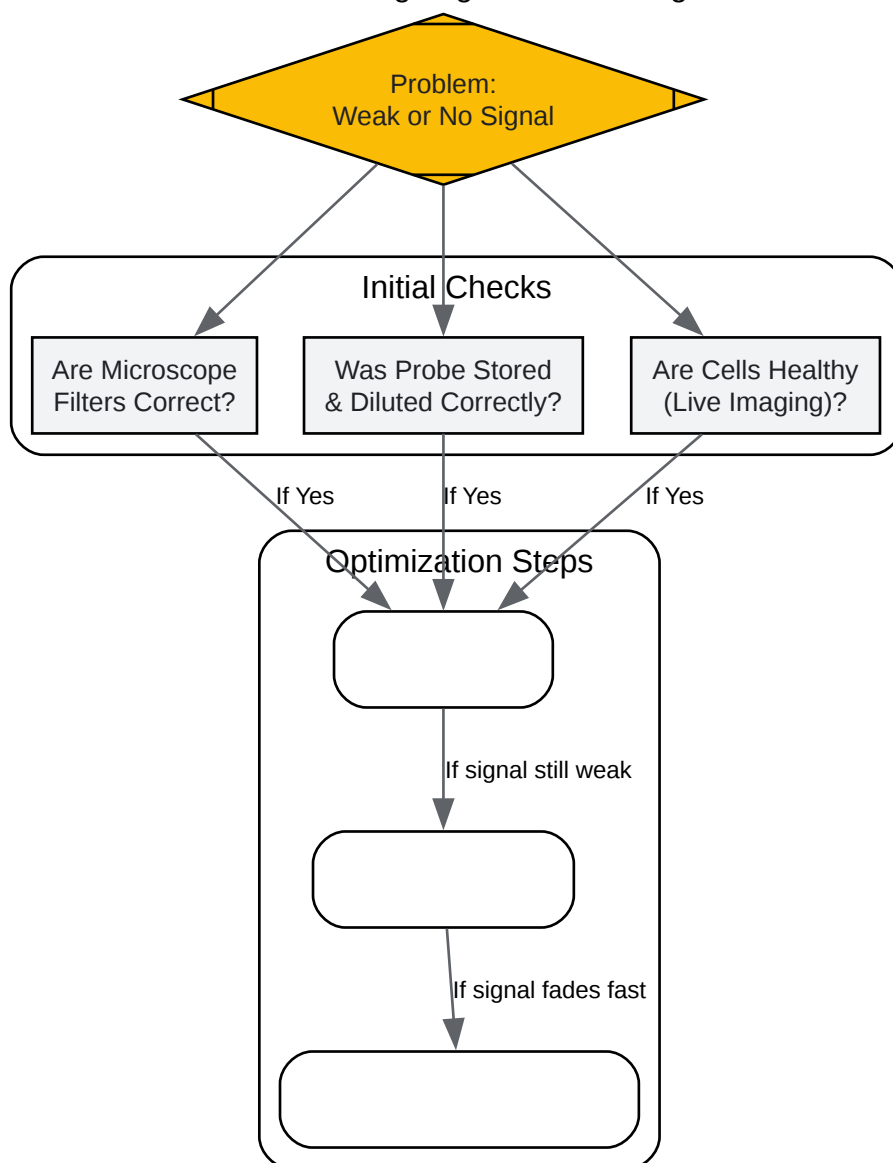 Problem:
Weak or No Signal
Initial Checks
Are Microscope
Filters Correct?
Was Probe Stored
& Diluted Correctly?
Are Cells Healthy
(Live Imaging)?
If Yes
If Yes
If Yes
Optimization Steps
If signal still weak
If signal fades fast